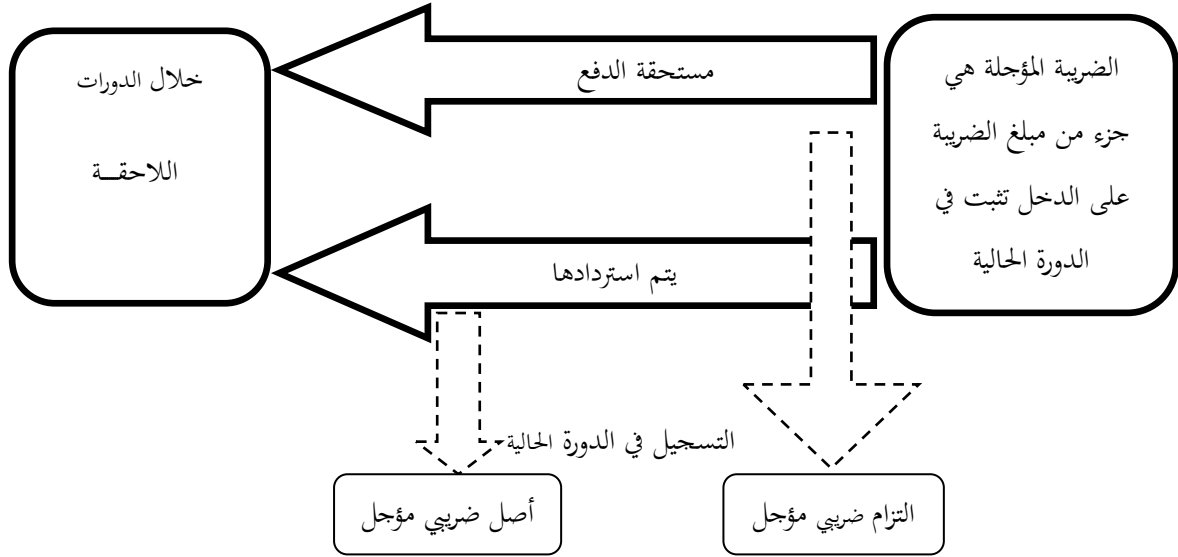 الضريبة المؤجلة هي
جزء من مبلغ الضريبة
على الدخل تثبت في
الدورة الحالية
مستحقة الدفع
يتم استردادها
خلال الدورات
اللاحقـــة
التسجيل في الدورة الحالية
التزام ضريبي مؤجل
أصل ضريبي مؤجل